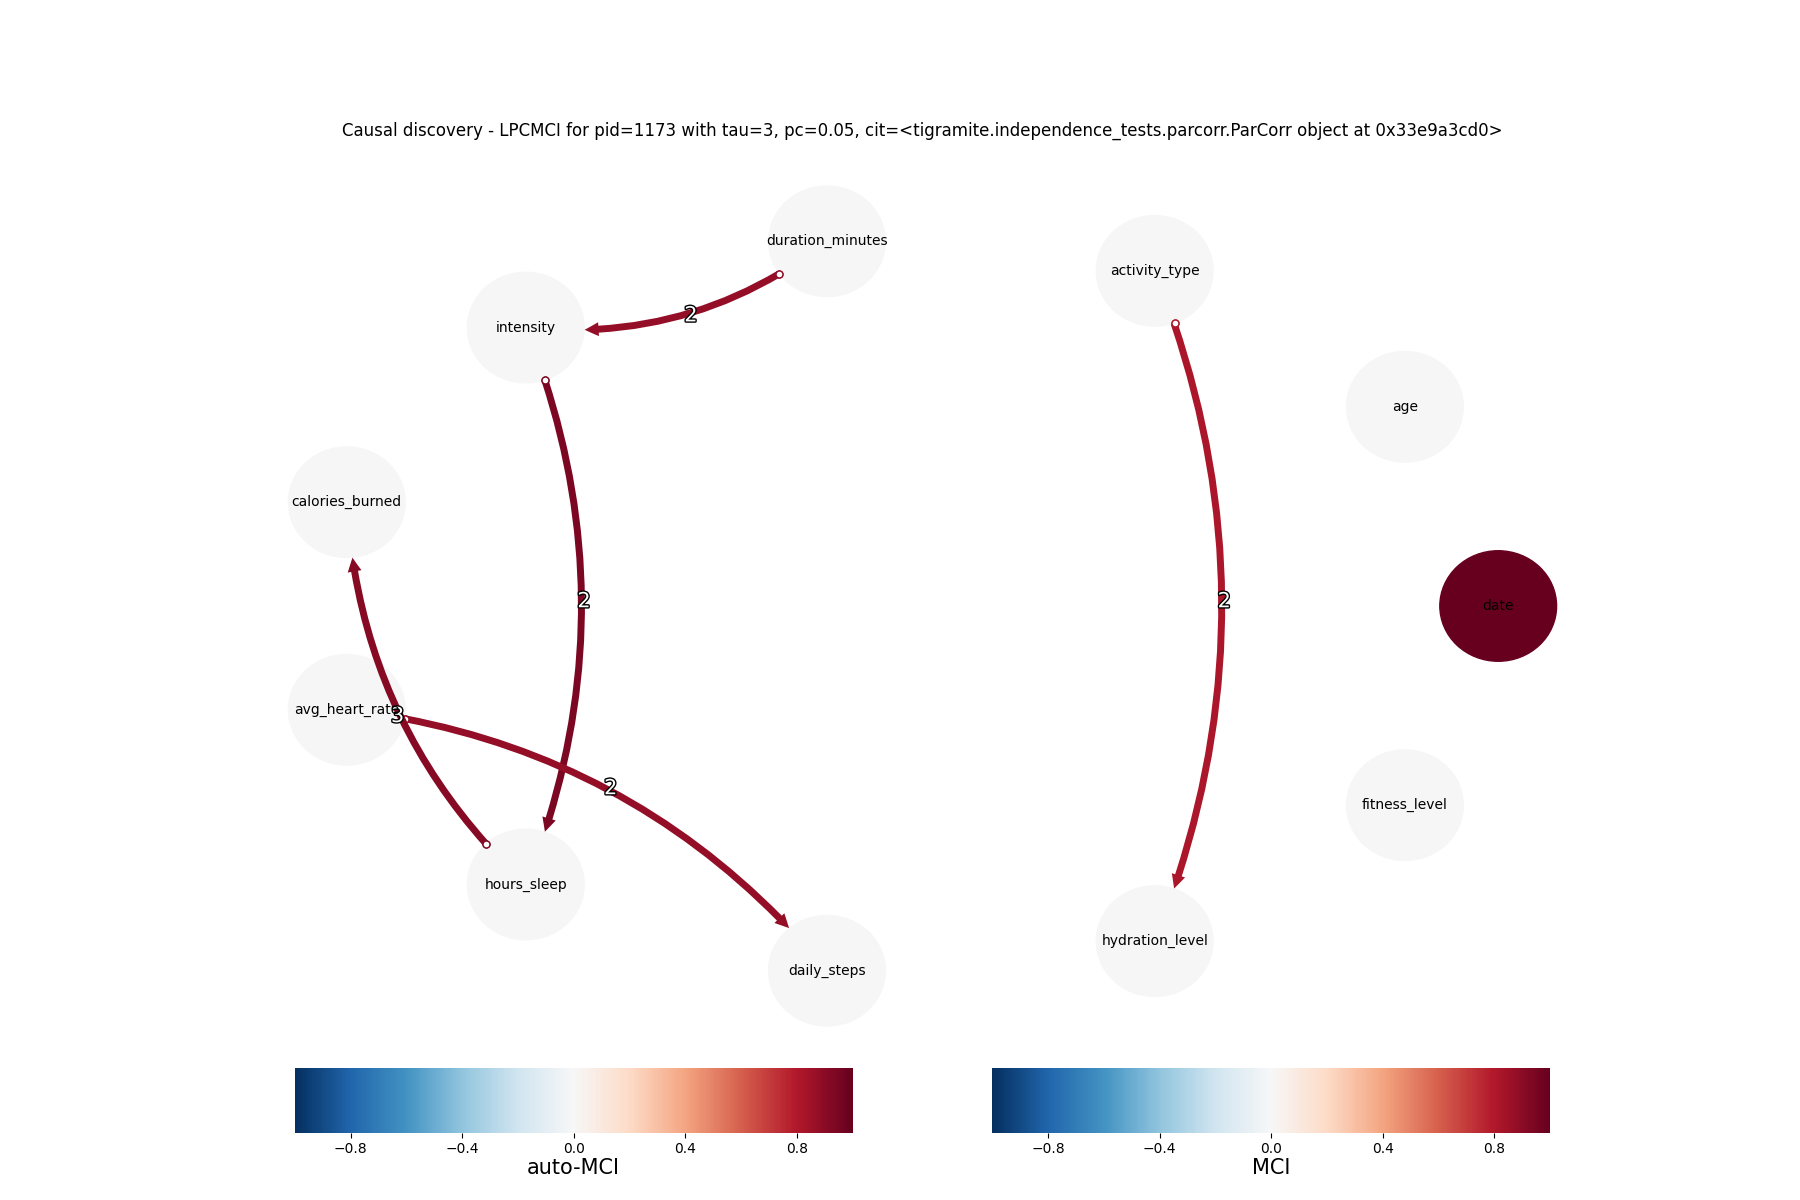 Causal discovery - LPCMCI for pid=1173 with tau=3, pc=0.05, cit=<tigramite.independence_tests.parcorr.ParCorr object at 0x33e9a3cd0>
duration_minutes
activity_type
2
intensity
age
calories_burned
2
2
date
avg_heart_rate
3
2
fitness_level
hours_sleep
hydration_level
daily_steps
−0.8 −0.4 0.0 0.4 0.8
auto-MCI
−0.8 −0.4 0.0 0.4 0.8
MCI